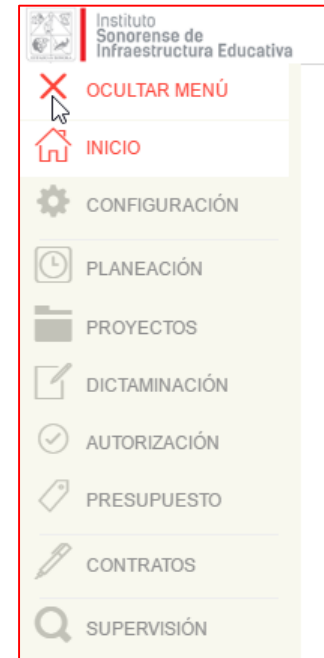 Instituto
Sonorense de
Infraestructura Educativa
OCULTAR MENÚ
INICIO
CONFIGURACIÓN
PLANEACIÓN
PROYECTOS
DICTAMINACIÓN
AUTORIZACIÓN
PRESUPUESTO
CONTRATOS
SUPERVISIÓN